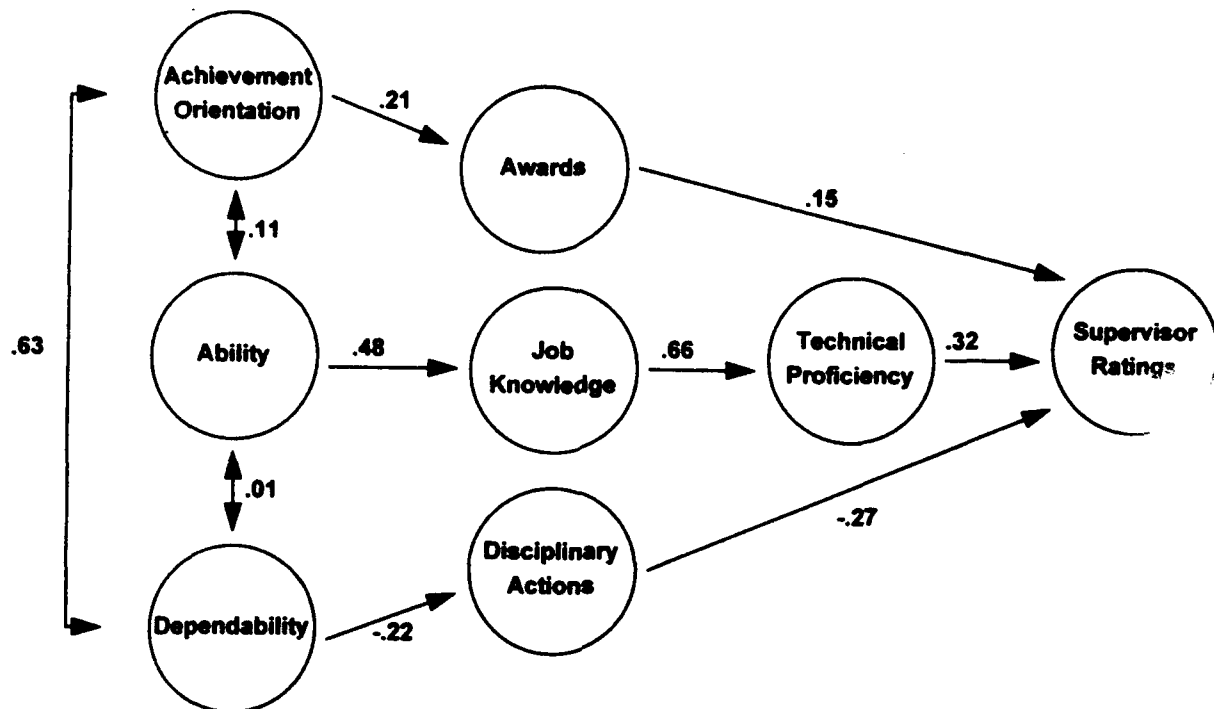 Achievement
Orientation
.21
Awards
.15
.11
.63
Ability
.48
Job
Knowledge
.66
Technical
Proficiency
.32
Supervisor
Ratings
.01
Dependability
-.22
Disciplinary
Actions
-.27